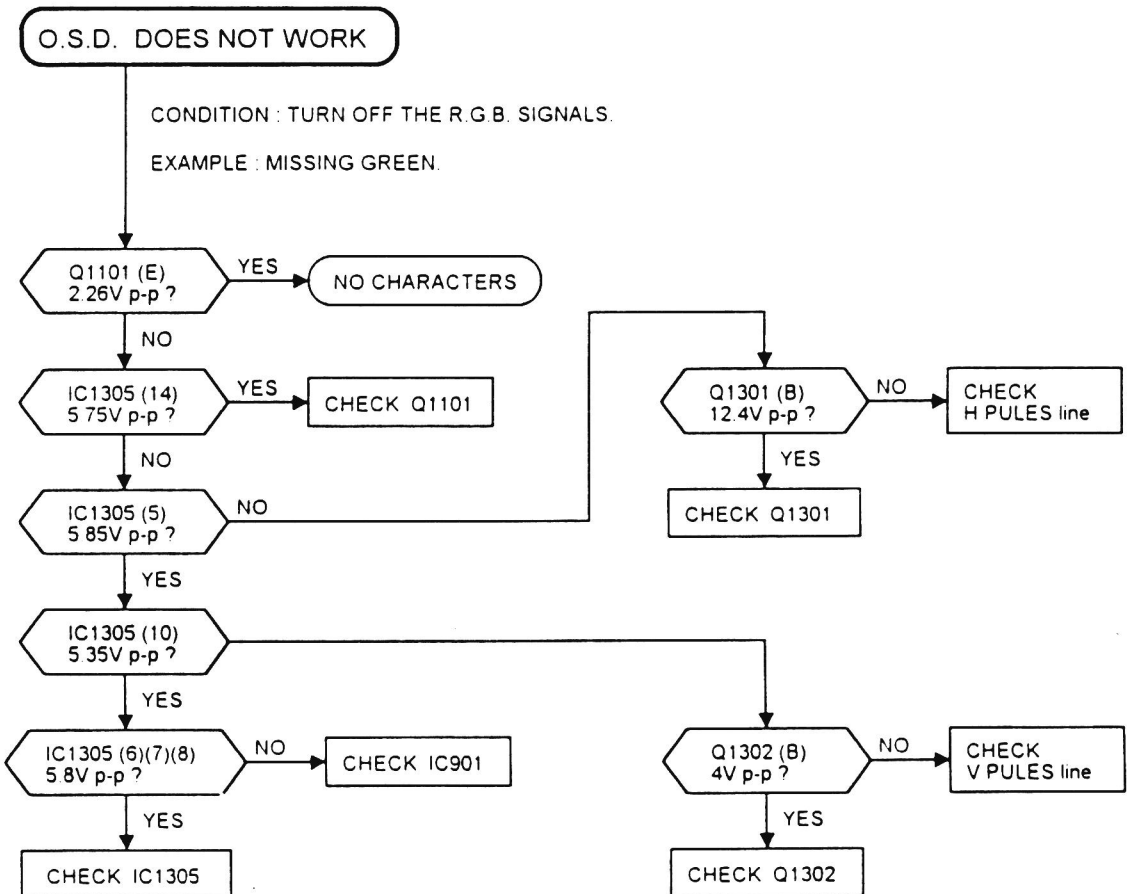 O.S.D. DOES NOT WORK
CONDITION : TURN OFF THE R.G.B. SIGNALS.
EXAMPLE : MISSING GREEN.
Q1101 (E)
2.26V p-p ?
YES
NO CHARACTERS
NO
IC1305 (14)
5.75V p-p ?
YES
CHECK Q1101
NO
IC1305 (5)
5.85V p-p ?
NO
Q1301 (B)
12.4V p-p ?
NO
CHECK
H PULES line
YES
CHECK Q1301
YES
IC1305 (10)
5.35V p-p ?
YES
IC1305 (6)(7)(8)
5.8V p-p ?
NO
CHECK IC901
Q1302 (B)
4V p-p ?
NO
CHECK
V PULES line
YES
CHECK IC1305
YES
CHECK Q1302